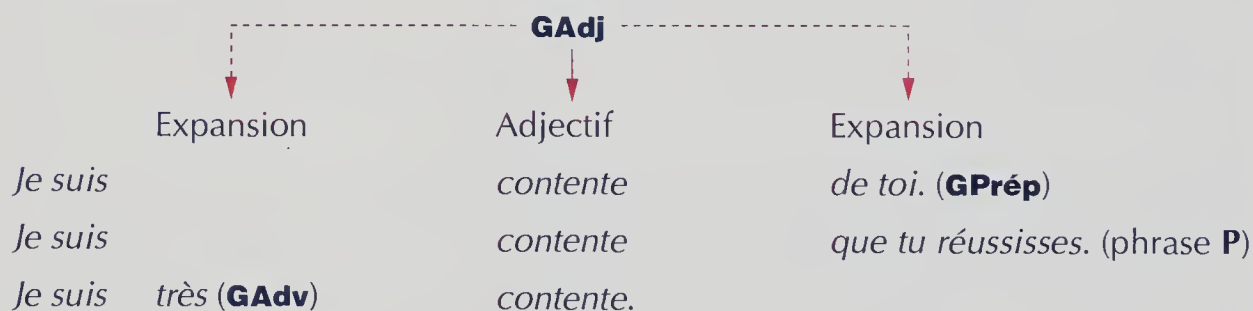 GAdj
Expansion Adjectif Expansion
Je suis contente de toi. (GPrép)
Je suis contente que tu réussisses. (phrase P)
Je suis très (GAdv) contente.